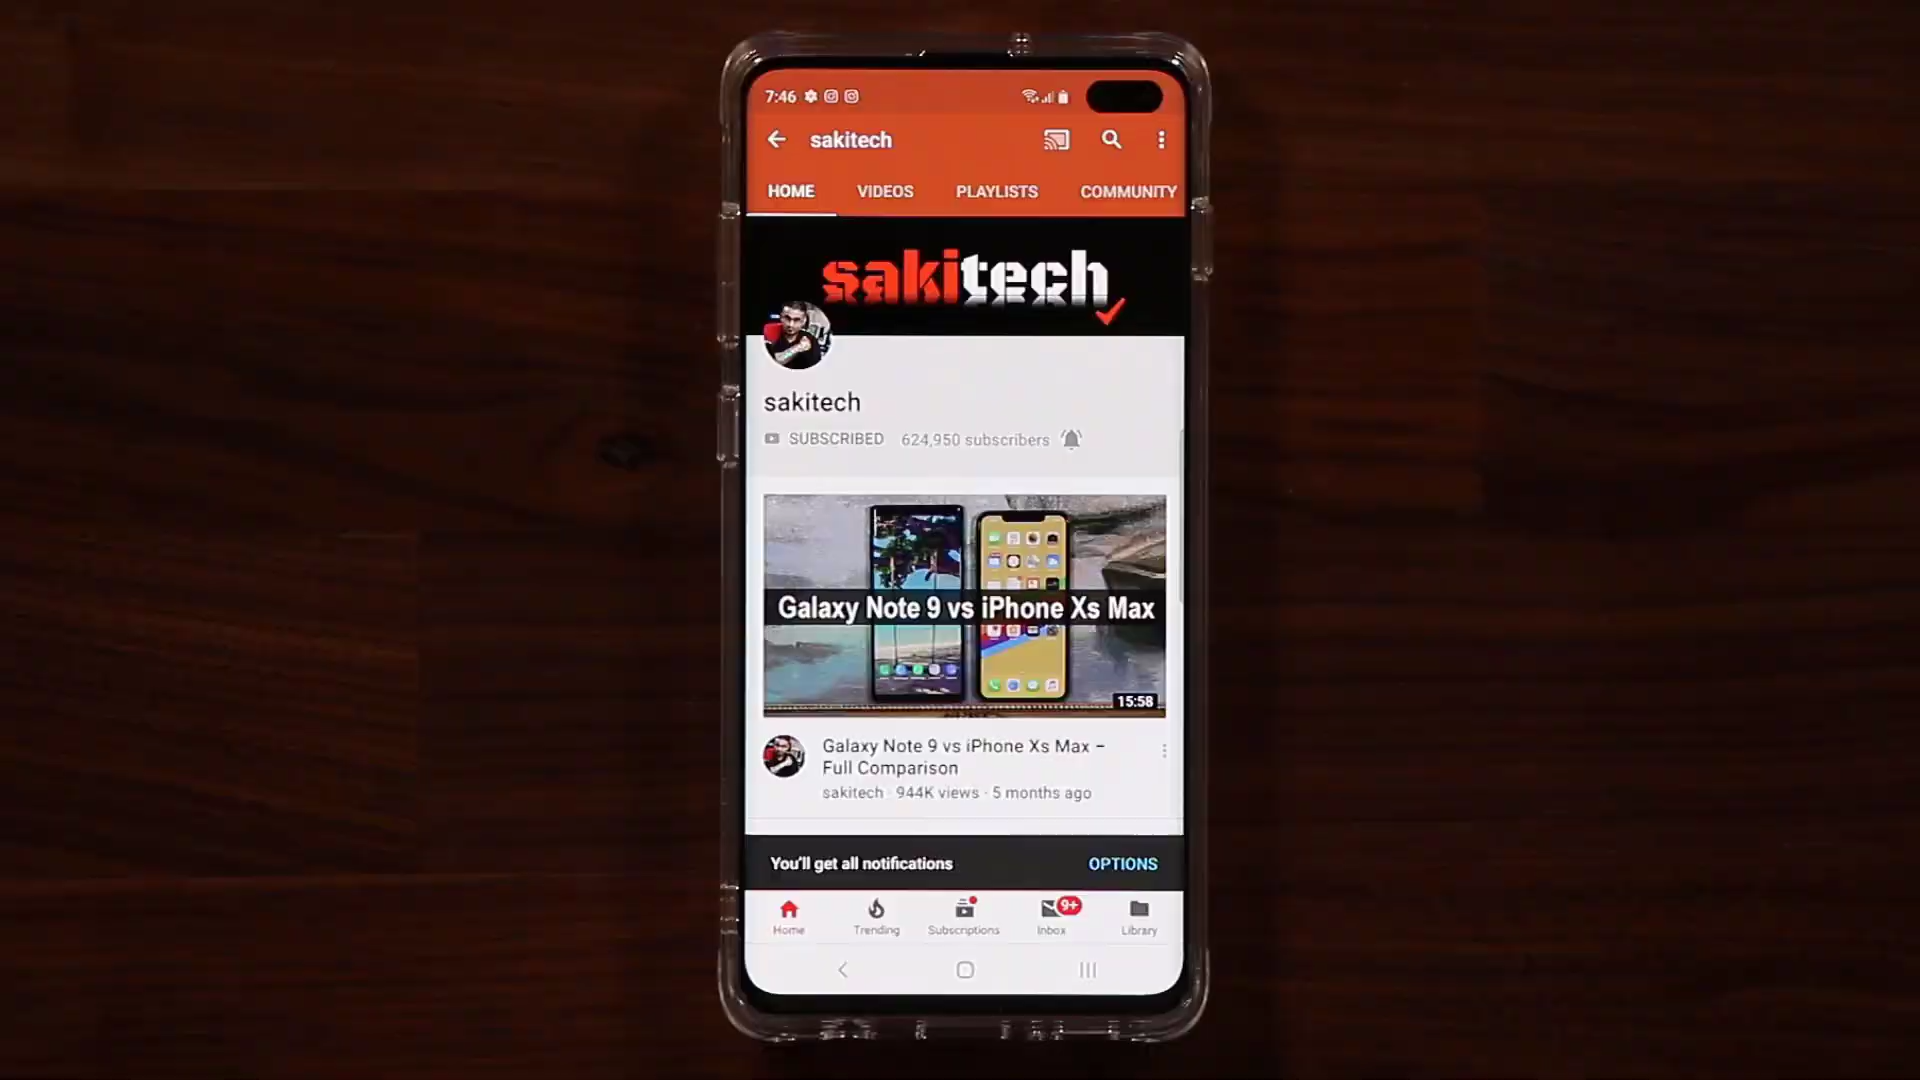 7:46
sakitech
HOME VIDEOS PLAYLISTS COMMUNITY
sakitech
sakitech
SUBSCRIBED 624,950 subscribers
Galaxy Note 9 vs iPhone Xs Max
15:58
Galaxy Note 9 vs iPhone Xs Max –
Full Comparison
sakitech · 944K views · 5 months ago
You'll get all notifications OPTIONS
9+
Home Trending Subscriptions Inbox Library